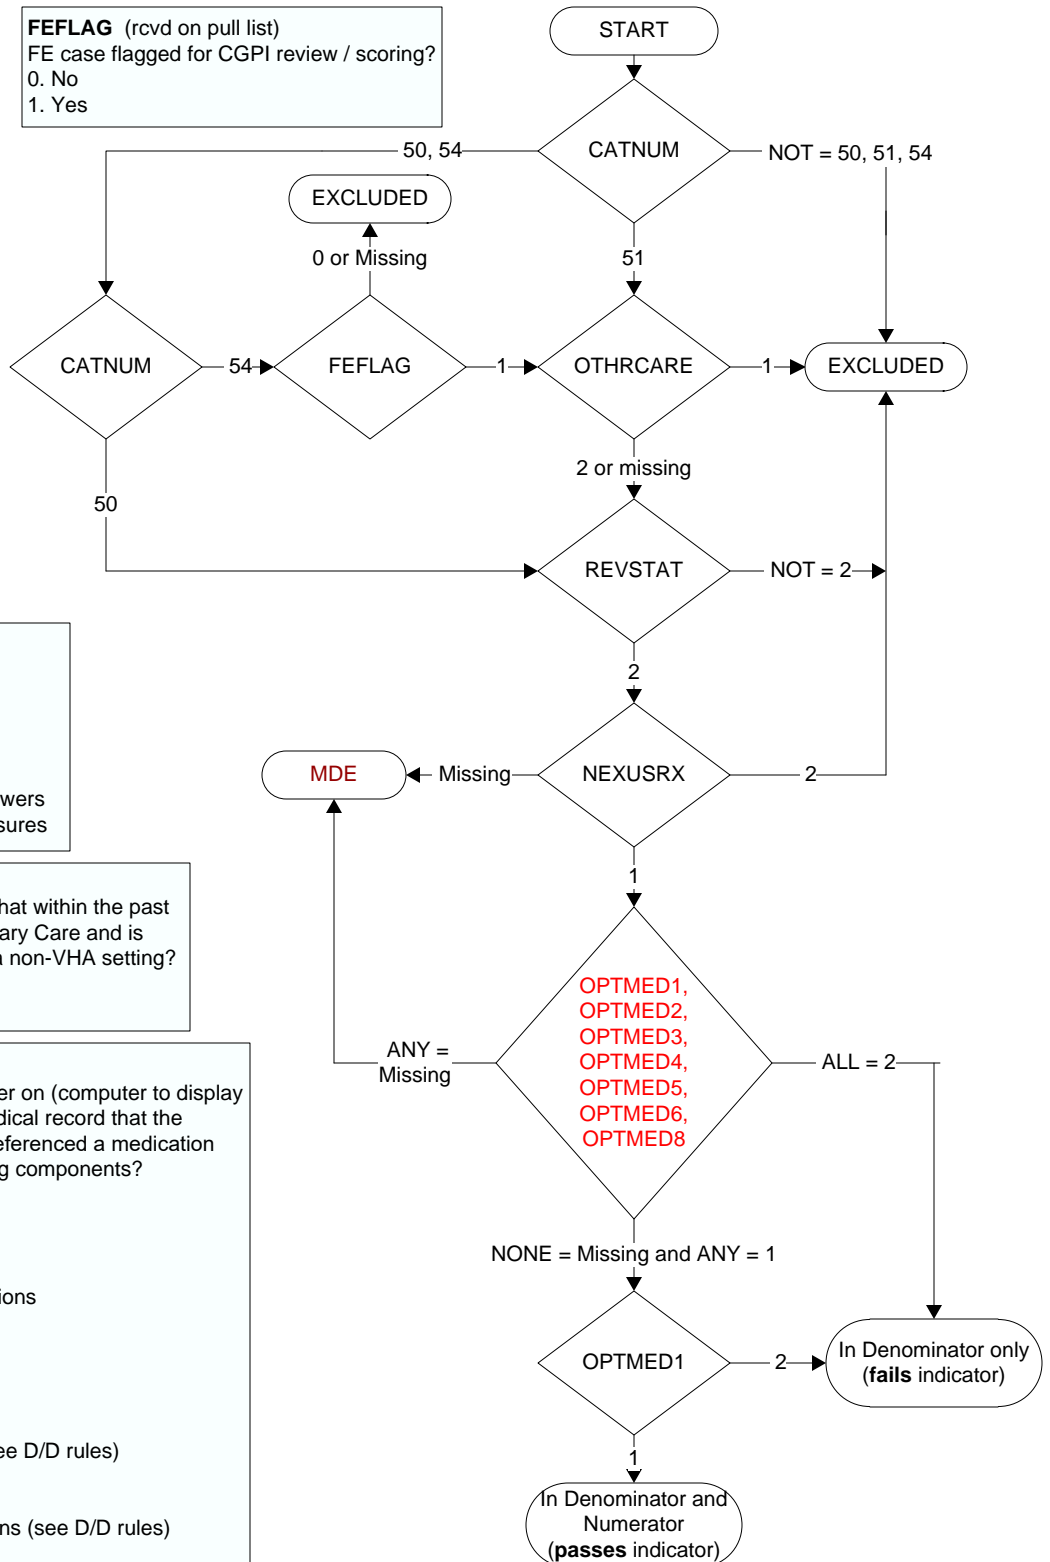 FEFLAG (rcvd on pull list)
FE case flagged for CGPI review / scoring?
0. No
1. Yes
START
CATNUM
50, 54
NOT = 50, 51, 54
EXCLUDED
0 or Missing
51
CATNUM
54
FEFLAG
1
OTHRCARE
1
EXCLUDED
2 or missing
50
REVSTAT
NOT = 2
2
MDE
Missing
NEXUSRX
2
1
OPTMED1,
OPTMED2,
OPTMED3,
OPTMED4,
OPTMED5,
OPTMED6,
OPTMED8
ANY =
Missing
ALL = 2
NONE = Missing and ANY = 1
OPTMED1
2
In Denominator only
(fails indicator)
1
In Denominator and
Numerator
(passes indicator)
wers
sures
hat within the past
ary Care and is
a non-VHA setting?
er on (computer to display
dical record that the
eferenced a medication
g components?
ions
ee D/D rules)
ns (see D/D rules)